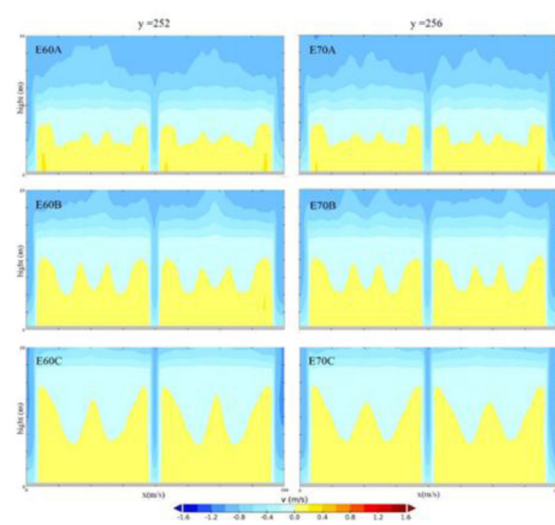 y =252
y =256
E60A
E70A
hight (m)
E60B
E70B
hight (m)
E60C
E70C
hight (m)
x(m/s)
x(m/s)
v (m/s)
-1.6 -1.2 -0.8 -0.4 0.0 0.4 0.8 1.2 1.6